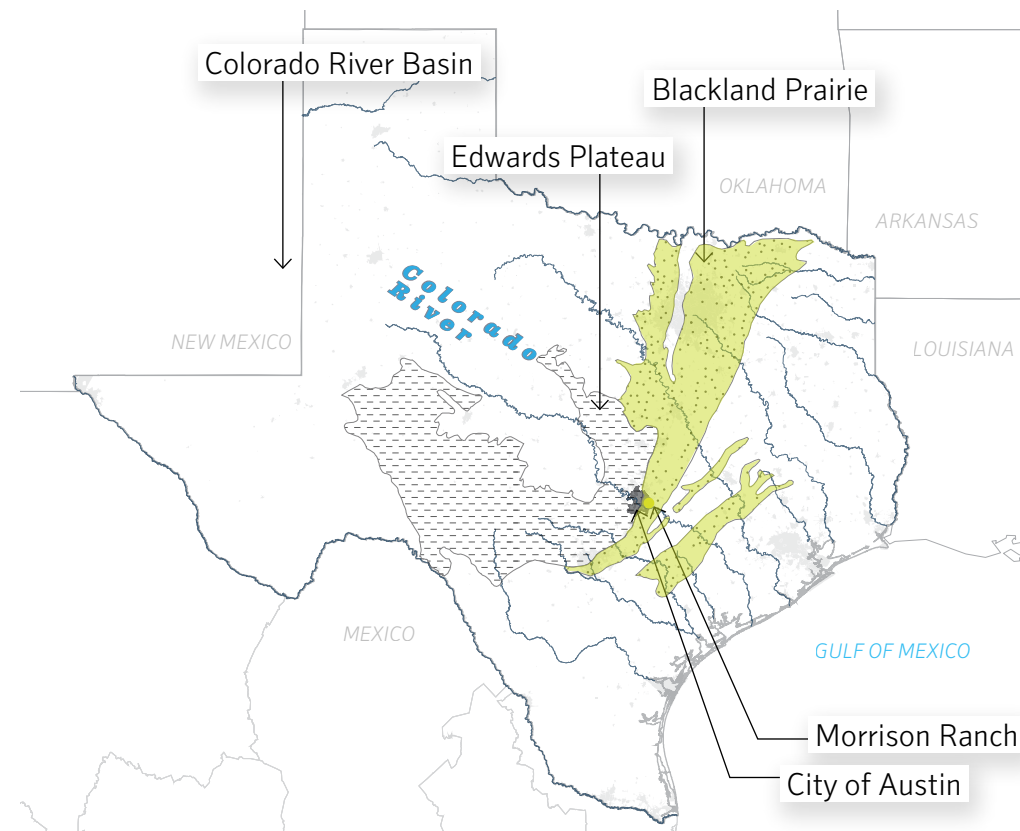 Colorado River Basin
Blackland Prairie
Edwards Plateau
OKLAHOMA
ARKANSAS
Colorado
River
NEW MEXICO
LOUISIANA
MEXICO
GULF OF MEXICO
Morrison Ranch
City of Austin